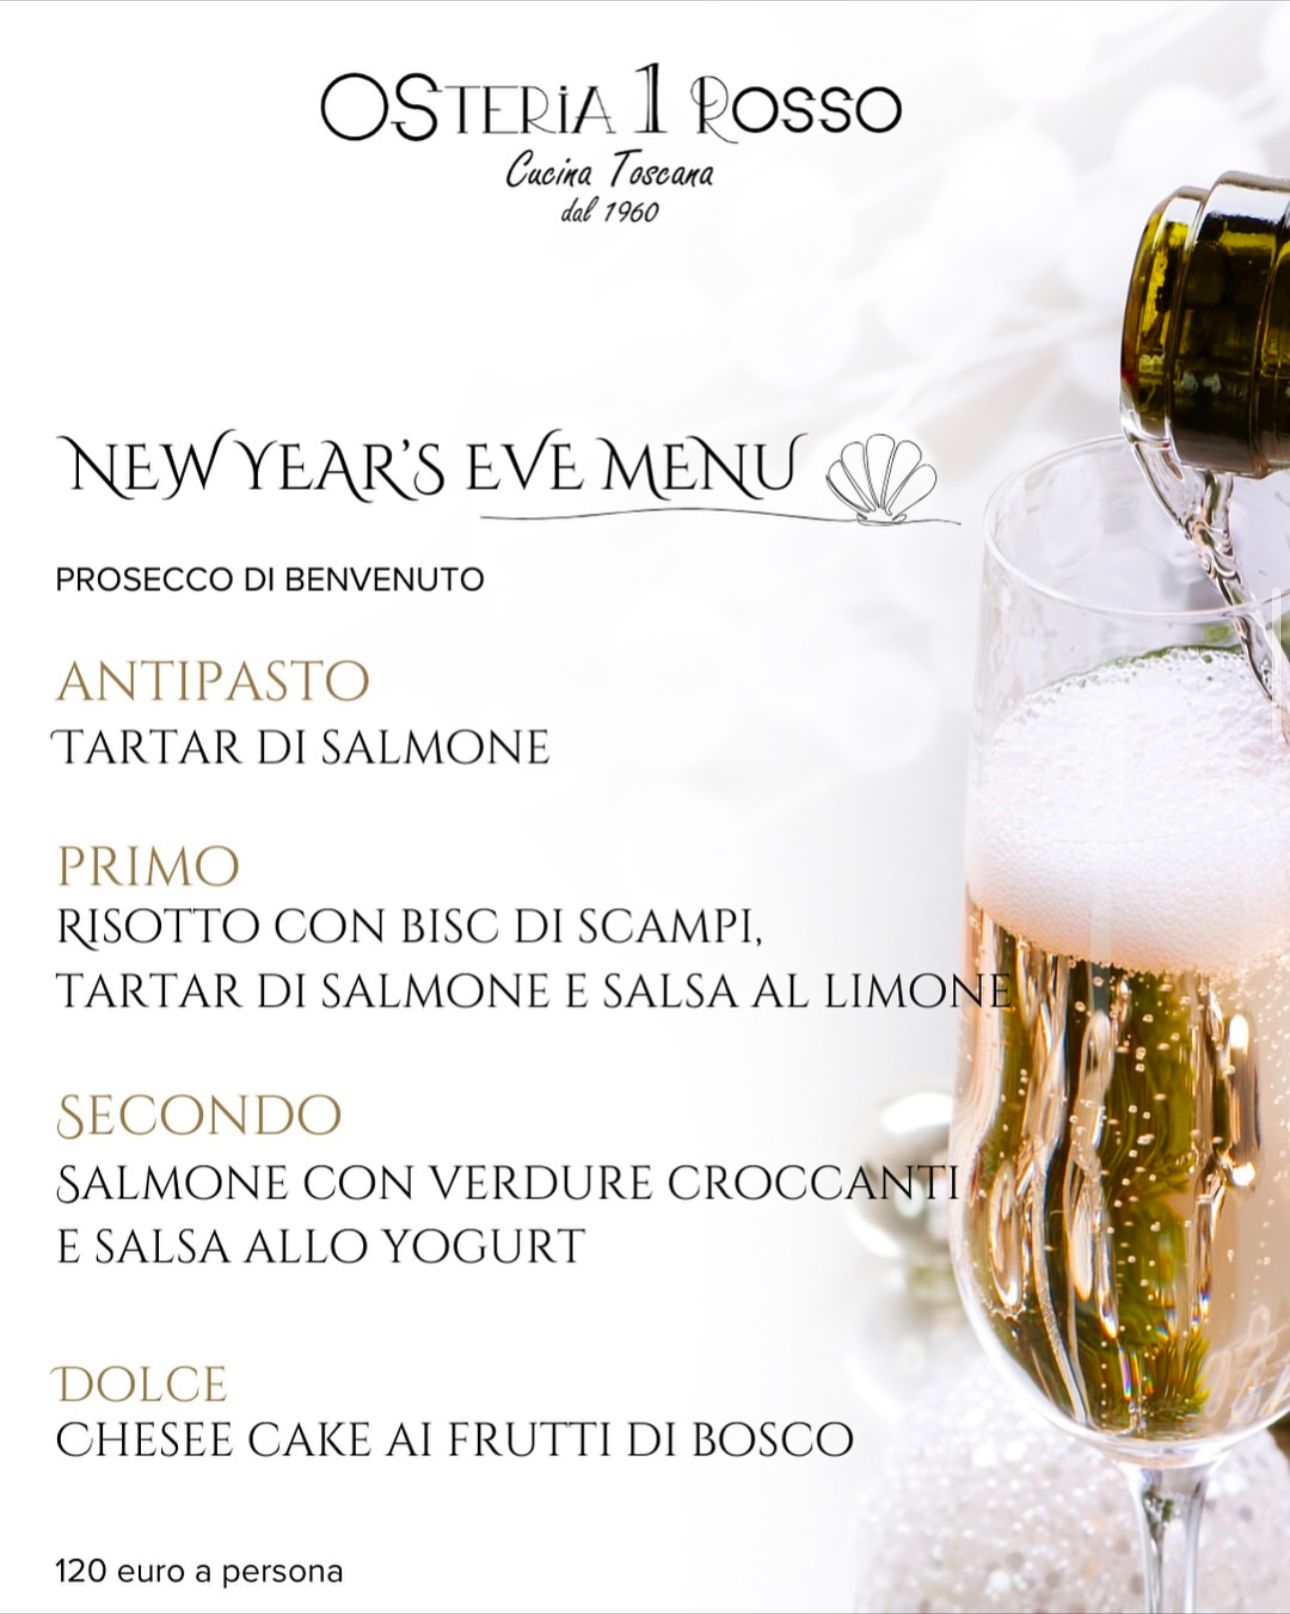 OSTERIA 1 ROSSO
Cucina Toscana
dal 1960
NEW YEAR'S EVE MENU
PROSECCO DI BENVENUTO
ANTIPASTO
TARTAR DI SALMONE
PRIMO
RISOTTO CON BISC DI SCAMPI,
TARTAR DI SALMONE E SALSA AL LIMONE
SECONDO
SALMONE CON VERDURE CROCCANTI
E SALSA ALLO YOGURT
DOLCE
CHESEE CAKE AI FRUTTI DI BOSCO
120 euro a persona